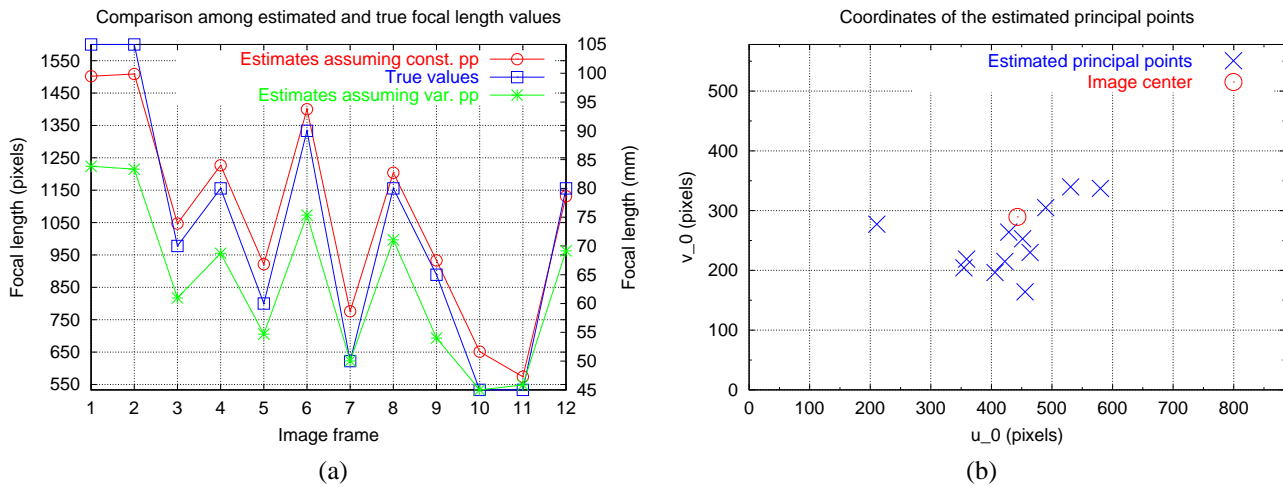 Comparison among estimated and true focal length values
Estimates assuming const. pp
True values
Estimates assuming var. pp
Focal length (pixels)
1550
1450
1350
1250
1150
1050
950
850
750
650
550
Focal length (mm)
105
100
95
90
85
80
75
70
65
60
55
50
45
1 2 3 4 5 6 7 8 9 10 11 12
Image frame
(a)
Coordinates of the estimated principal points
Estimated principal points
Image center
v_0 (pixels)
500
400
300
200
100
0
0 100 200 300 400 500 600 700 800
u_0 (pixels)
(b)